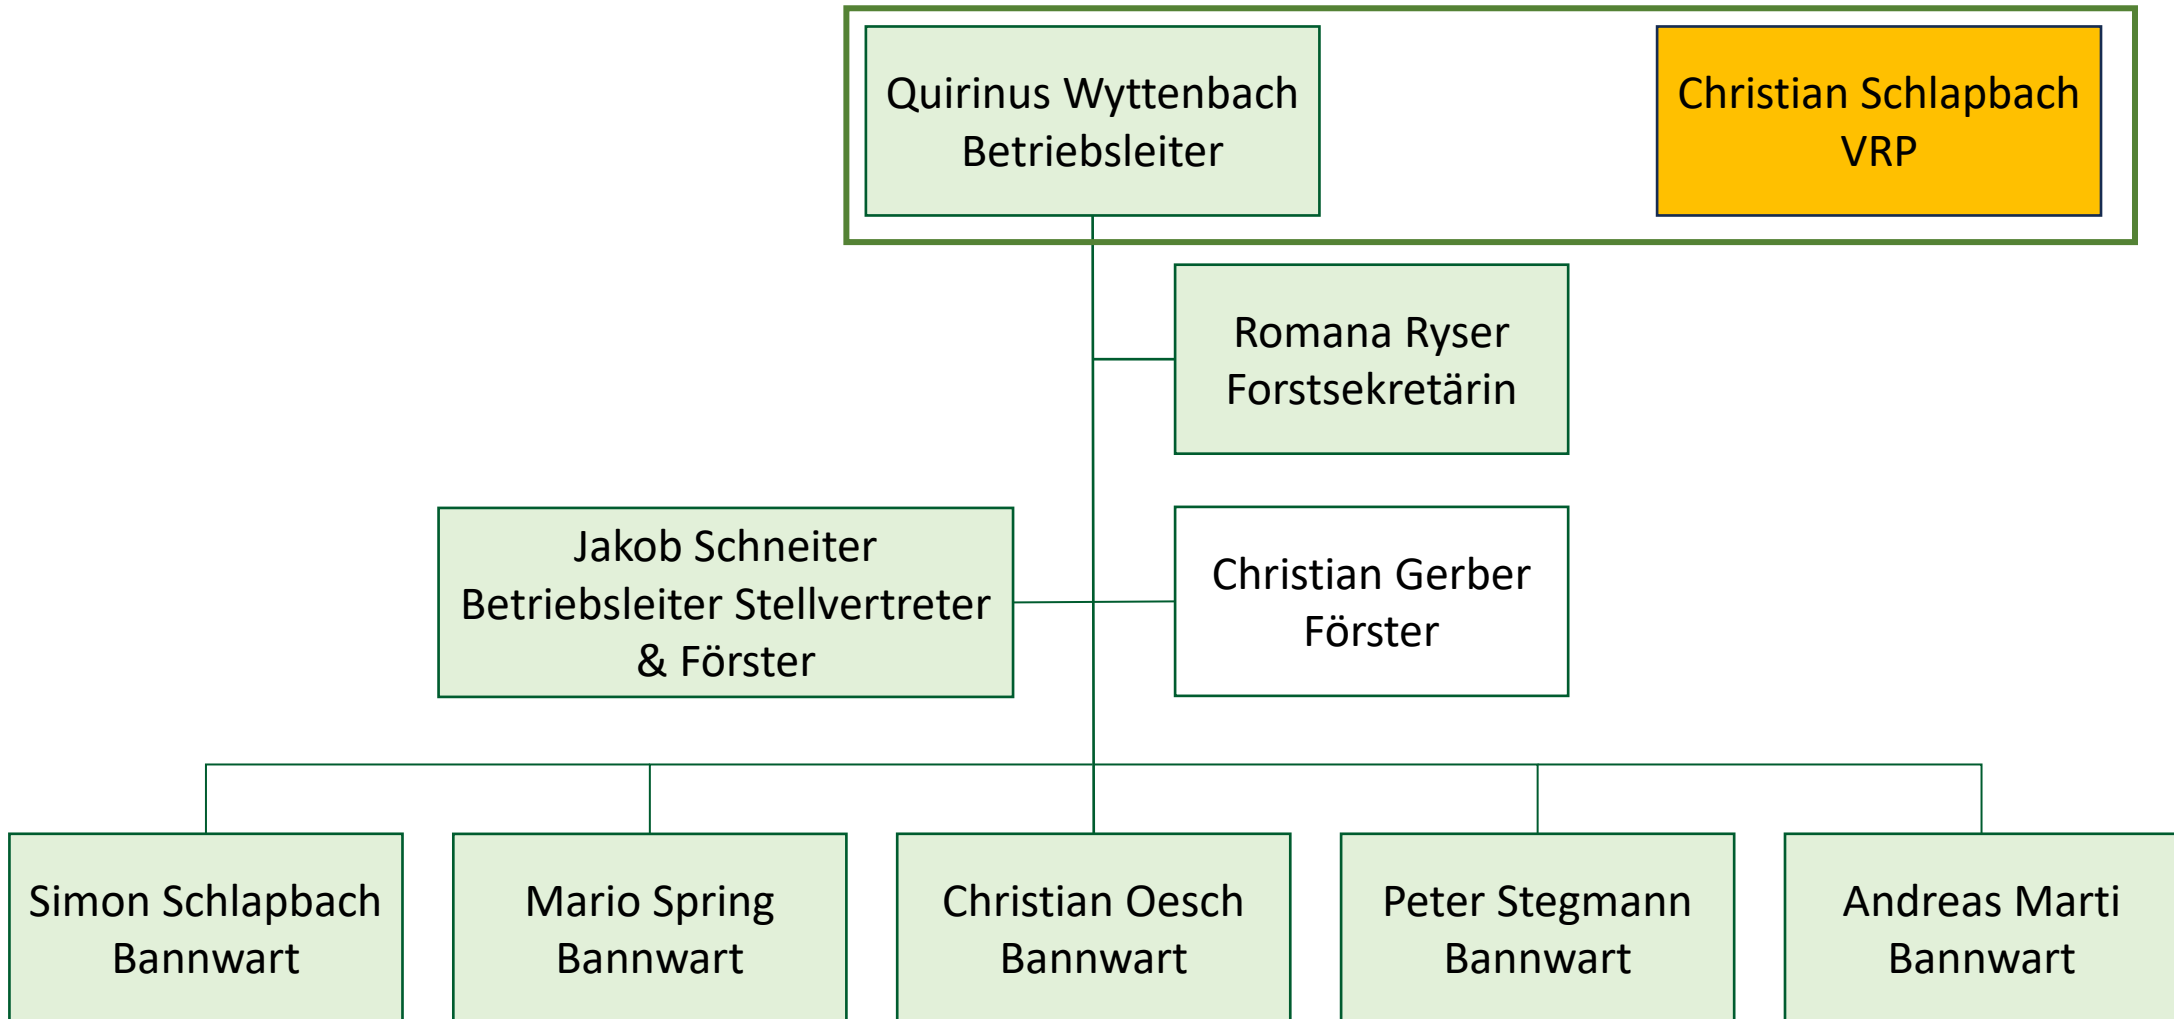 Quirinus Wyttenbach
Betriebsleiter
Christian Schlapbach
VRP
Romana Ryser
Forstsekretärin
Jakob Schneiter
Betriebsleiter Stellvertreter
& Förster
Christian Gerber
Förster
Simon Schlapbach
Bannwart
Mario Spring
Bannwart
Christian Oesch
Bannwart
Peter Stegmann
Bannwart
Andreas Marti
Bannwart